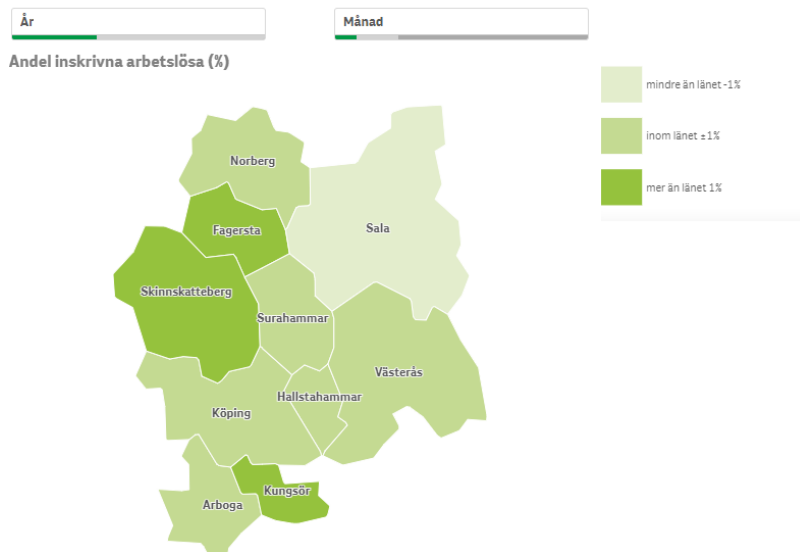 År
Månad
Andel inskrivna arbetslösa (%)
mindre än länet -1%
inom länet ±1%
mer än länet 1%
Norberg
Fagersta
Sala
Skinnskatteberg
Surahammar
Västerås
Hallstahammar
Köping
Kungsör
Arboga